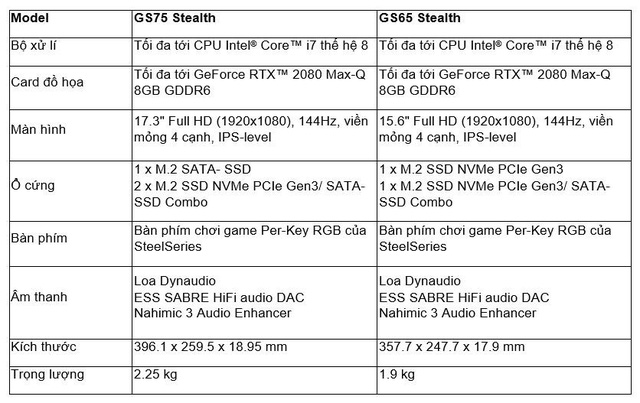 Model GS75 Stealth GS65 Stealth
Bộ xử lí Tối đa tới CPU Intel® Core™ i7 thế hệ 8 Tối đa tới CPU Intel® Core™ i7 thế hệ 8
Card đồ họa Tối đa tới GeForce RTX™ 2080 Max-Q Tối đa tới GeForce RTX™ 2080 Max-Q
8GB GDDR6 8GB GDDR6
Màn hình 17.3" Full HD (1920x1080), 144Hz, viền 15.6" Full HD (1920x1080), 144Hz, viền
mỏng 4 cạnh, IPS-level mỏng 4 cạnh, IPS-level
Ổ cứng 1 x M.2 SATA- SSD 1 x M.2 SSD NVMe PCIe Gen3
2 x M.2 SSD NVMe PCIe Gen3/ SATA- 1 x M.2 SSD NVMe PCIe Gen3/ SATA-
SSD Combo SSD Combo
Bàn phím Bàn phím chơi game Per-Key RGB của Bàn phím chơi game Per-Key RGB của
SteelSeries SteelSeries
Âm thanh Loa Dynaudio Loa Dynaudio
ESS SABRE HiFi audio DAC ESS SABRE HiFi audio DAC
Nahimic 3 Audio Enhancer Nahimic 3 Audio Enhancer
Kích thước 396.1 x 259.5 x 18.95 mm 357.7 x 247.7 x 17.9 mm
Trọng lượng 2.25 kg 1.9 kg